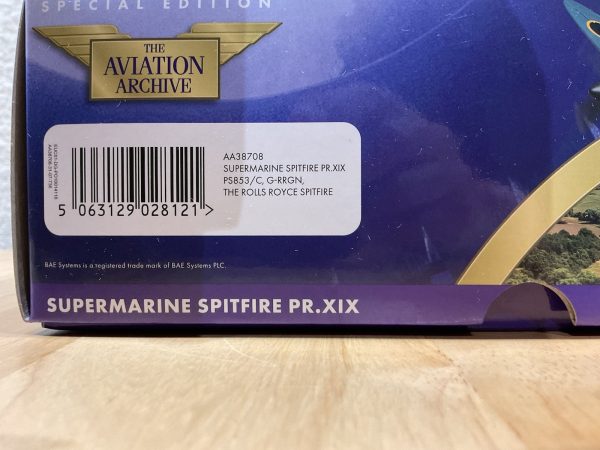 SPECIAL EDITION
THE
AVIATION
ARCHIVE
AA38708
SUPERMARINE SPITFIRE PR.XIX
PS853/C, G-RRGN,
THE ROLLS ROYCE SPITFIRE
5 063129 028121 >
BAE Systems is a registered trade mark of BAE Systems PLC.
SUPERMARINE SPITFIRE PR.XIX